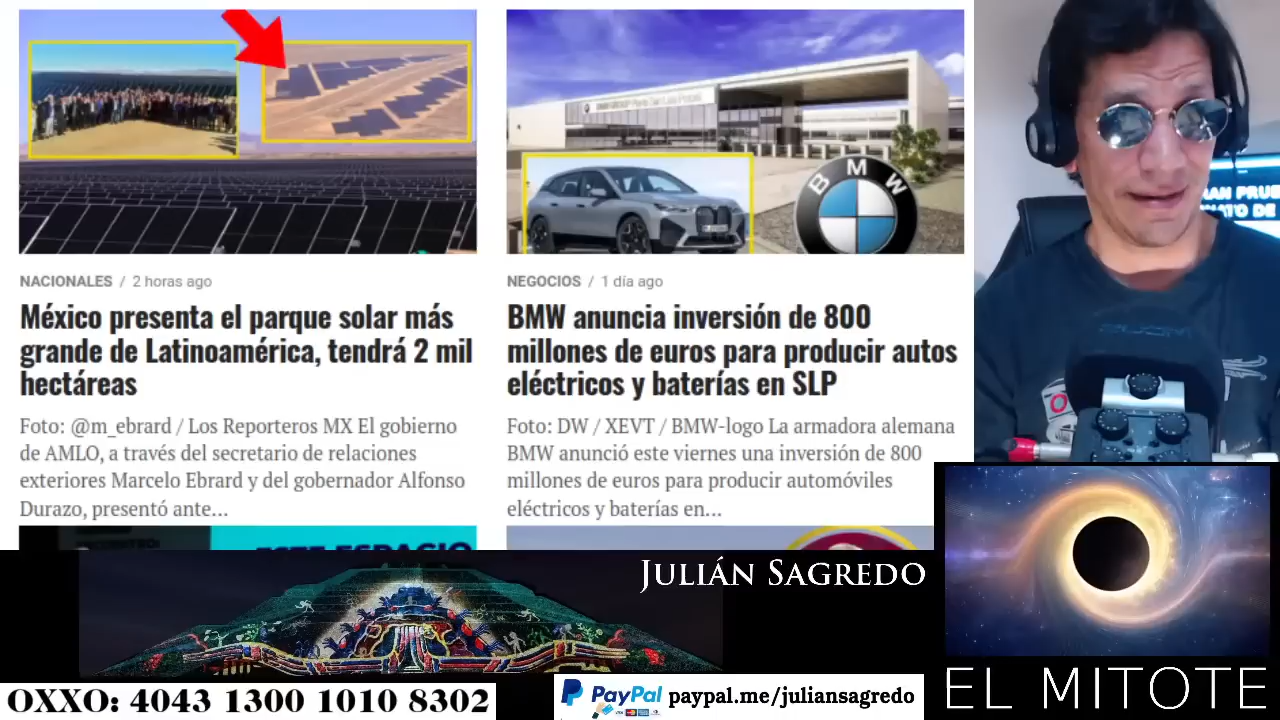 NACIONALES / 2 horas ago
México presenta el parque solar más
grande de Latinoamérica, tendrá 2 mil
hectáreas
Foto: @m_ebrard / Los Reporteros MX El gobierno
de AMLO, a través del secretario de relaciones
exteriores Marcelo Ebrard y del gobernador Alfonso
Durazo, presentó ante...
BMW
NEGOCIOS / 1 día ago
BMW anuncia inversión de 800
millones de euros para producir autos
eléctricos y baterías en SLP
Foto: DW / XEVT / BMW-logo La armadora alemana
BMW anunció este viernes una inversión de 800
millones de euros para producir automóviles
eléctricos y baterías en...
ESTE ESPACIO
JULIÁN SAGREDO
OXXO: 4043 1300 1010 8302
PayPal paypal.me/juliansagredo
EL MITOTE